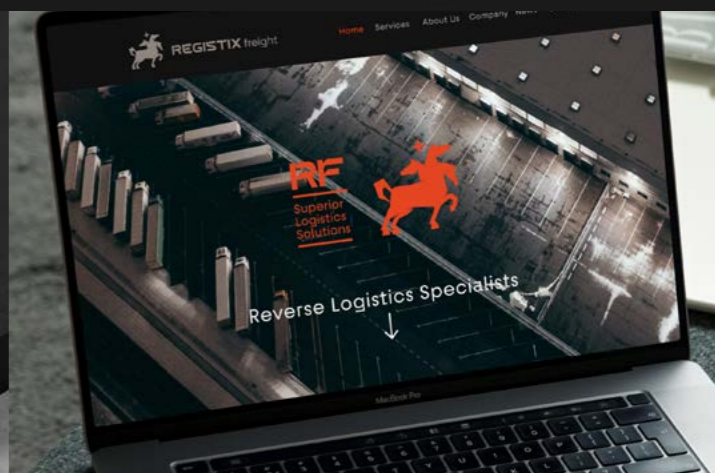 REGISTIX freight
Home Services About Us Company
RF
Superior
Logistics
Solutions
Reverse Logistics Specialists
MacBook Pro